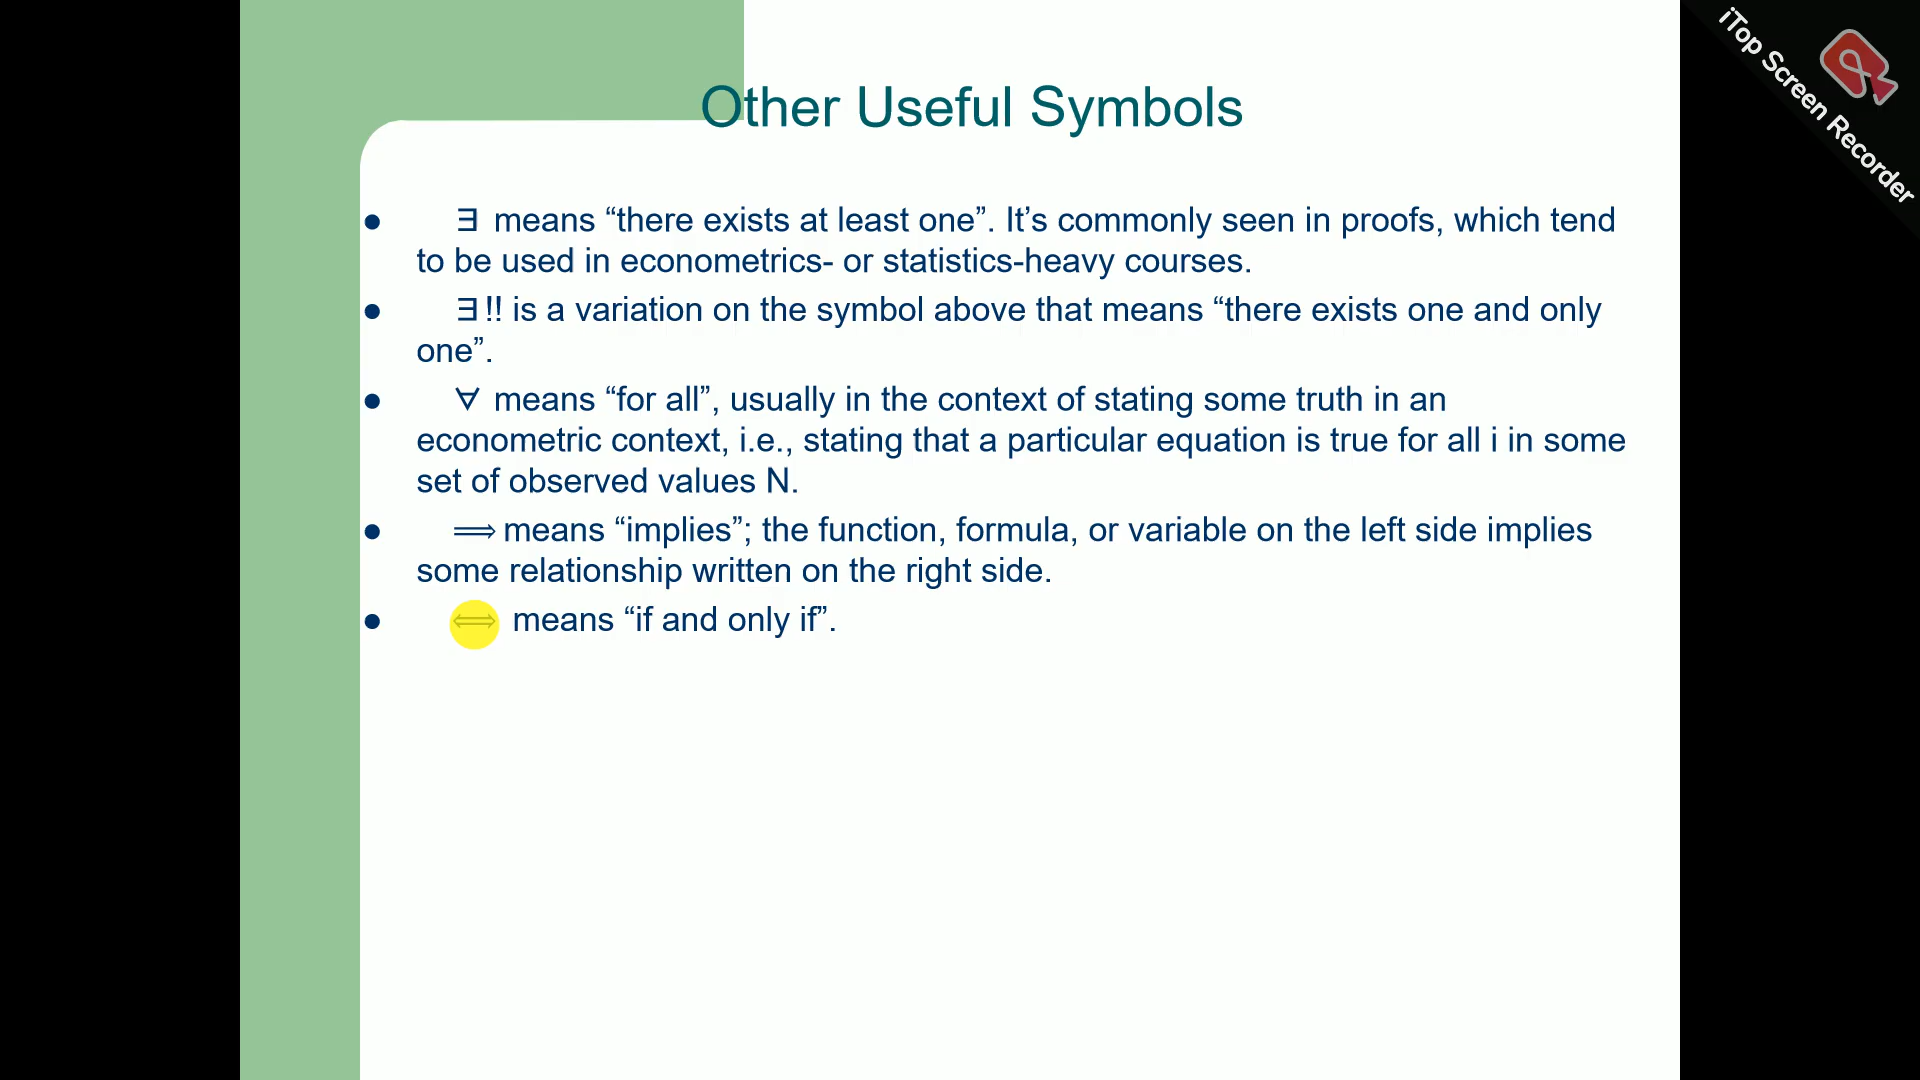 Other Useful Symbols
● ∃ means “there exists at least one”. It’s commonly seen in proofs, which tend
to be used in econometrics- or statistics-heavy courses.
● ∃!! is a variation on the symbol above that means “there exists one and only
one”.
● ∀ means “for all”, usually in the context of stating some truth in an
econometric context, i.e., stating that a particular equation is true for all i in some
set of observed values N.
● ⟹ means “implies”; the function, formula, or variable on the left side implies
some relationship written on the right side.
● ⟺ means “if and only if”.
iTop Screen Recorder